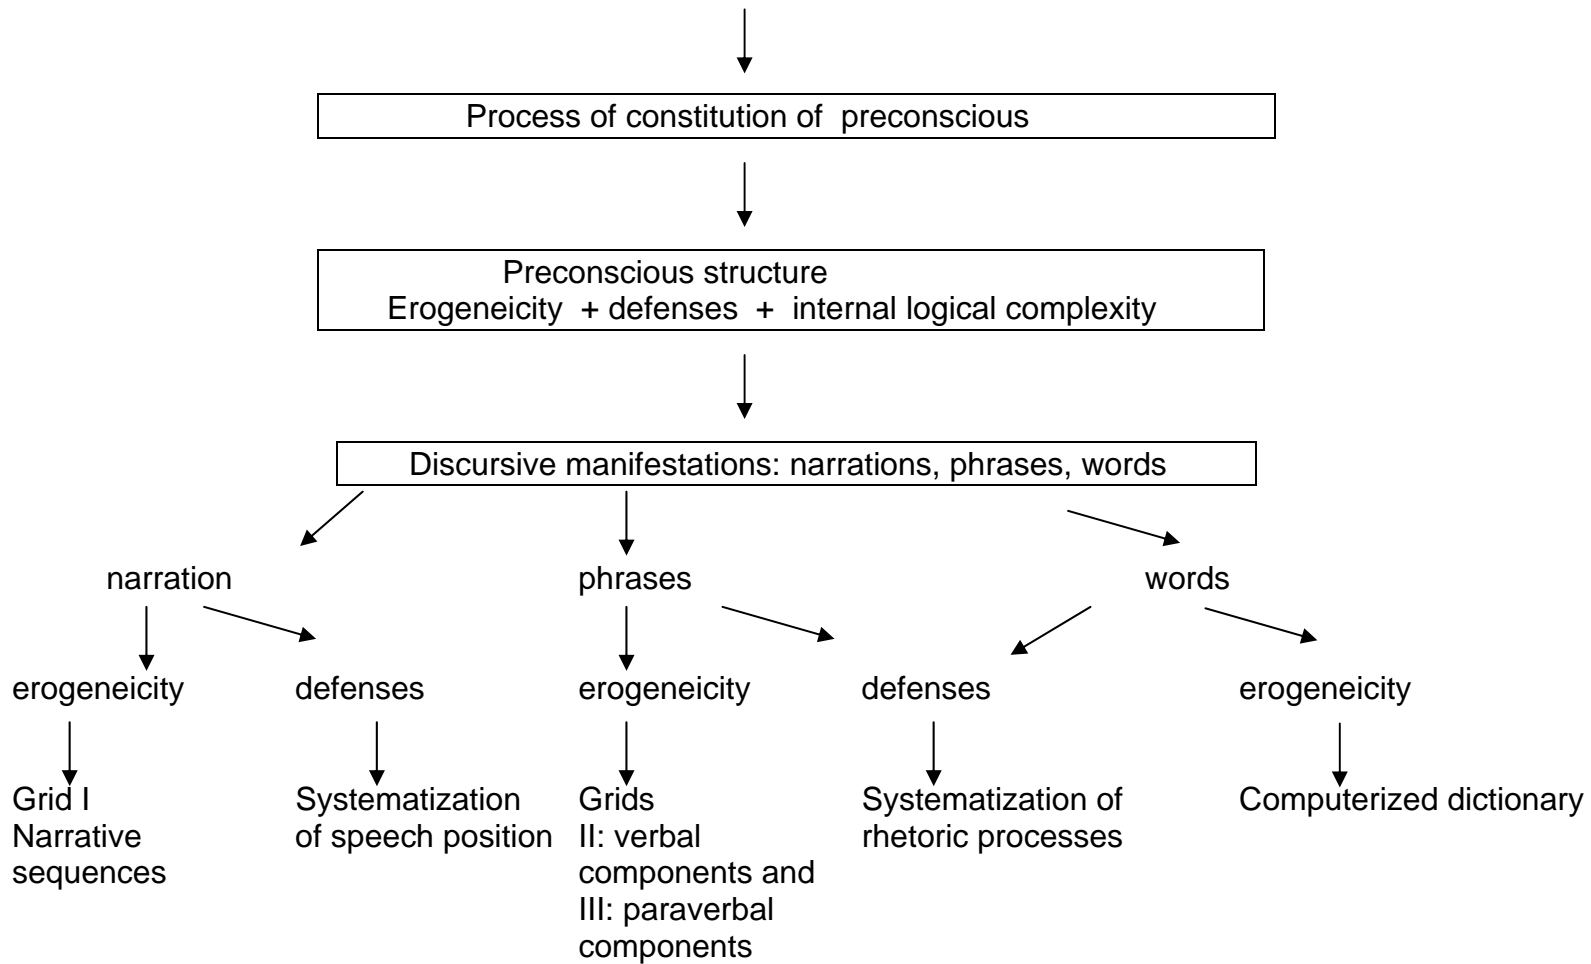 Process of constitution of preconscious
Preconscious structure
Erogeneicity + defenses + internal logical complexity
Discursive manifestations: narrations, phrases, words
narration
phrases
words
erogeneicity
defenses
erogeneicity
defenses
erogeneicity
Grid I
Narrative
sequences
Systematization
of speech position
Grids
II: verbal
components and
III: paraverbal
components
Systematization of
rhetoric processes
Computerized dictionary